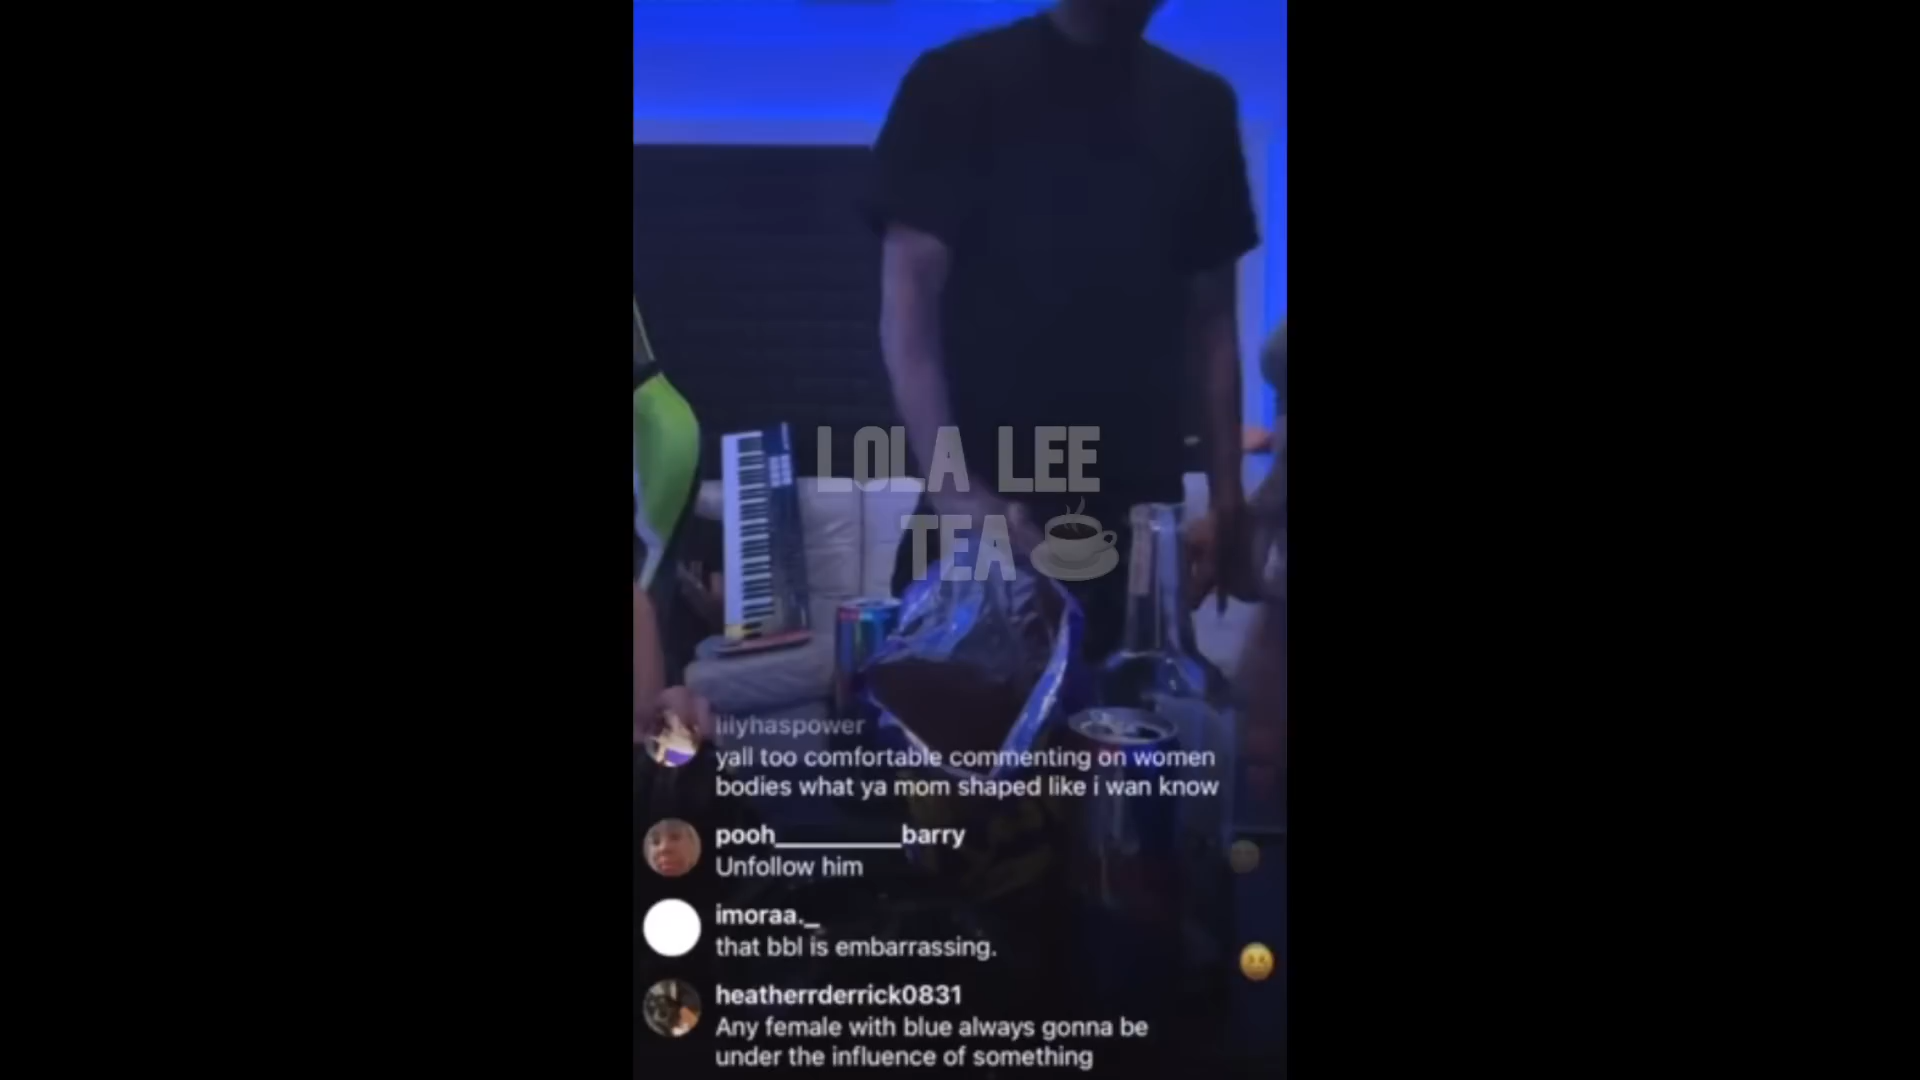 LOLA LEE
TEA
lilyhaspower
yall too comfortable commenting on women
bodies what ya mom shaped like i wan know
pooh_________barry
Unfollow him
imoraa._
that bbl is embarrassing.
heatherrderrick0831
Any female with blue always gonna be
under the influence of something